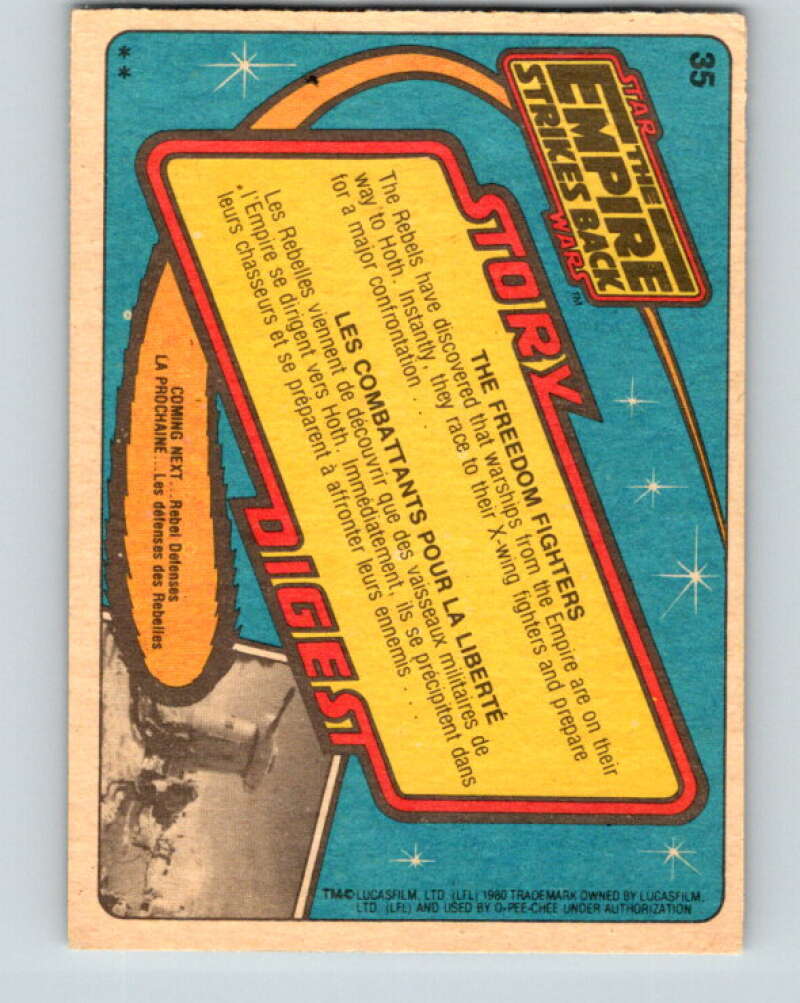 35
STAR
THE
EMPIRE
STRIKES BACK
WARS
TM
STORY
THE FREEDOM FIGHTERS
The Rebels have discovered that warships from the Empire are on their
way to Hoth. Instantly, they race to their X-wing fighters and prepare
for a major confrontation . . .
LES COMBATTANTS POUR LA LIBERTÉ
Les Rebelles viennent de découvrir que des vaisseaux militaires de
l'Empire se dirigent vers Hoth. Immédiatement, ils se précipitent dans
leurs chasseurs et se préparent à affronter leurs ennemis . . .
DIGEST
COMING NEXT...Rebel Defenses
LA PROCHAINE...Les défenses des Rebelles
TM© LUCASFILM, LTD. (LFL) 1980 TRADEMARK OWNED BY LUCASFILM,
LTD. (LFL) AND USED BY O-PEE-CHEE UNDER AUTHORIZATION
**